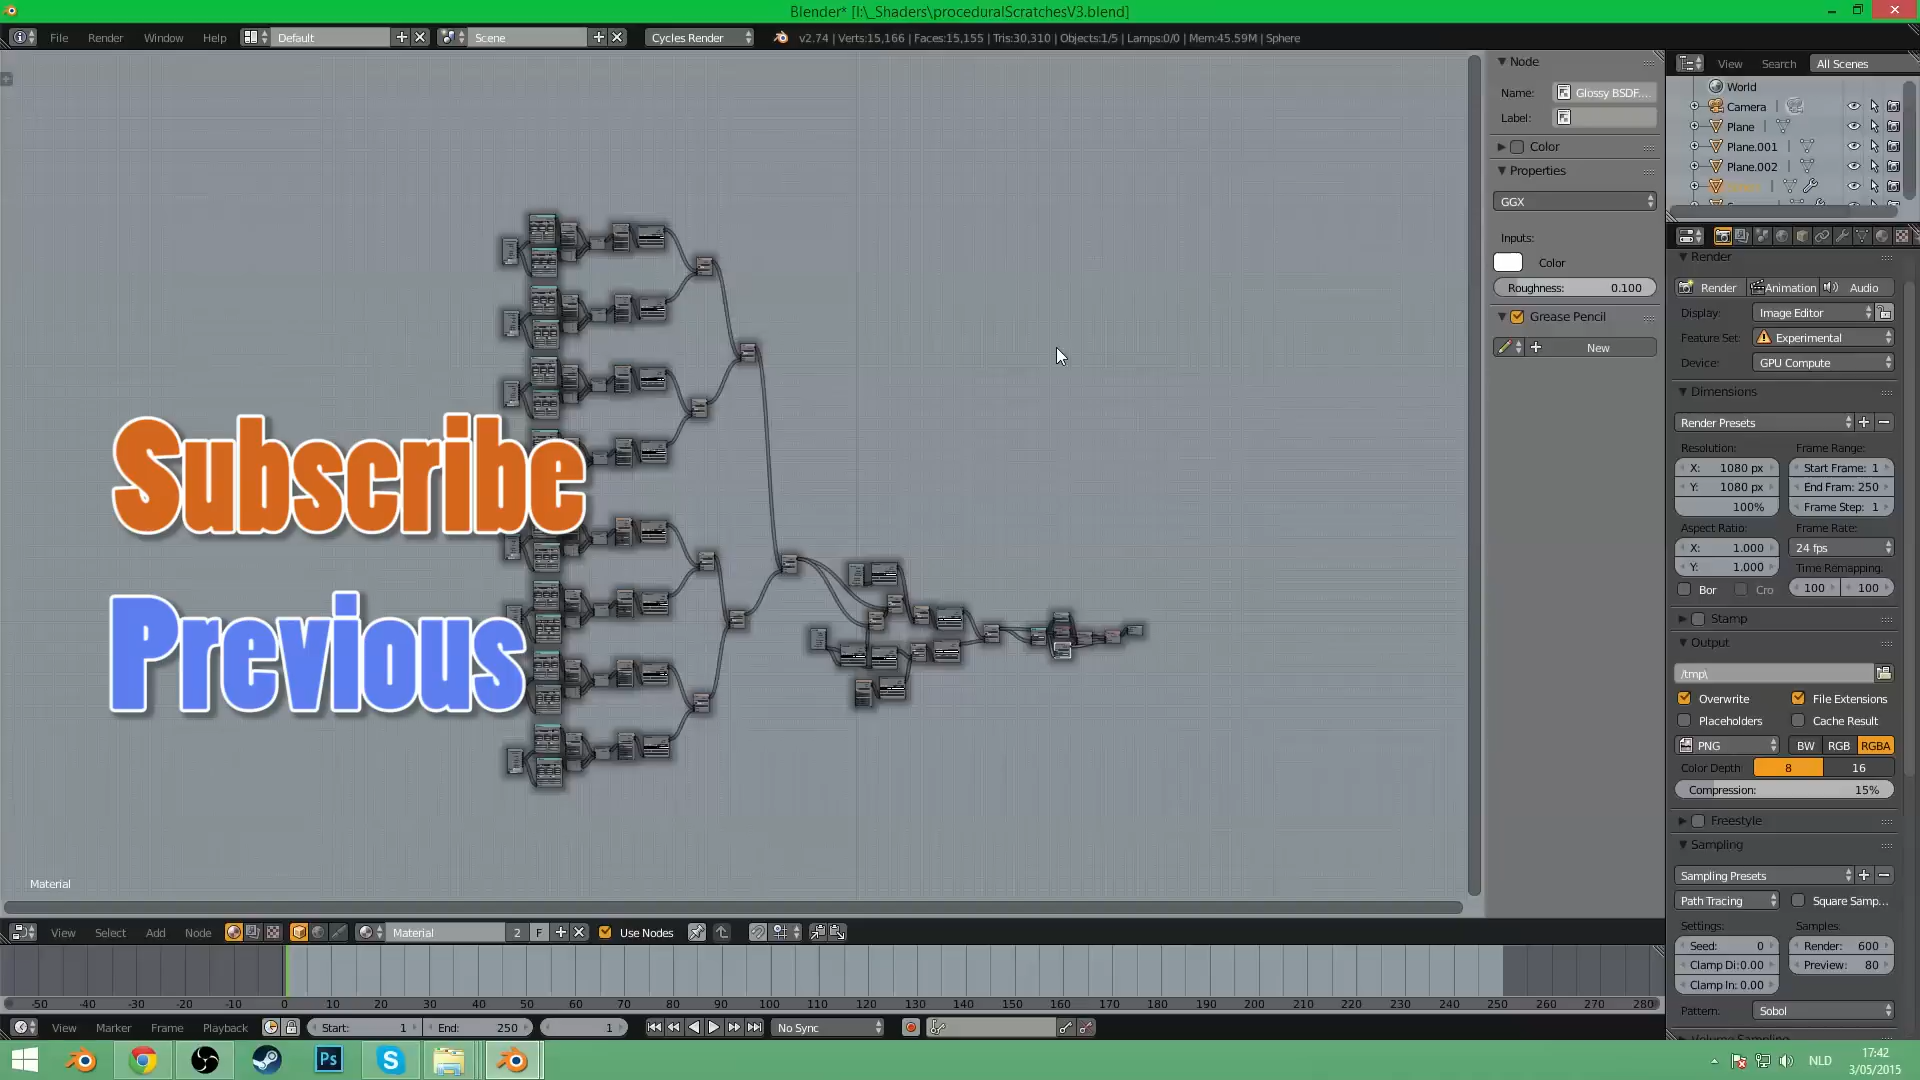 Blender* [I:\_Shaders\proceduralScratchesV3.blend]
File Render Window Help Default Scene Cycles Render v2.74 | Verts:15,166 | Faces:15,155 | Tris:30,310 | Objects:1/5 | Lamps:0/0 | Mem:45.59M | Sphere
Node
Name: Glossy BSDF....
Label:
Color
Properties
GGX
Inputs:
Color
Roughness: 0.100
Grease Pencil
New
View Search All Scenes
World
Camera
Plane
Plane.001
Plane.002
Render
Render Animation Audio
Display: Image Editor
Feature Set: Experimental
Device: GPU Compute
Dimensions
Render Presets
Resolution: Frame Range:
X: 1080 px Start Frame: 1
Y: 1080 px End Fram: 250
100% Frame Step: 1
Aspect Ratio: Frame Rate:
X: 1.000 24 fps
Y: 1.000 Time Remapping:
Bor Cro 100 100
Stamp
Output
/tmp\
Overwrite File Extensions
Placeholders Cache Result
PNG BW RGB RGBA
Color Depth: 8 16
Compression: 15%
Freestyle
Sampling
Sampling Presets
Path Tracing Square Samp...
Settings: Samples:
Seed: 0 Render: 600
Clamp Di:0.00 Preview: 80
Clamp In: 0.00
Pattern: Sobol
Subscribe
Previous
Material
View Select Add Node Material 2 F Use Nodes
-50 -40 -30 -20 -10 0 10 20 30 40 50 60 70 80 90 100 110 120 130 140 150 160 170 180 190 200 210 220 230 240 250 260 270 280
View Marker Frame Playback Start: 1 End: 250 1 No Sync
Ps
NLD
17:42
3/05/2015